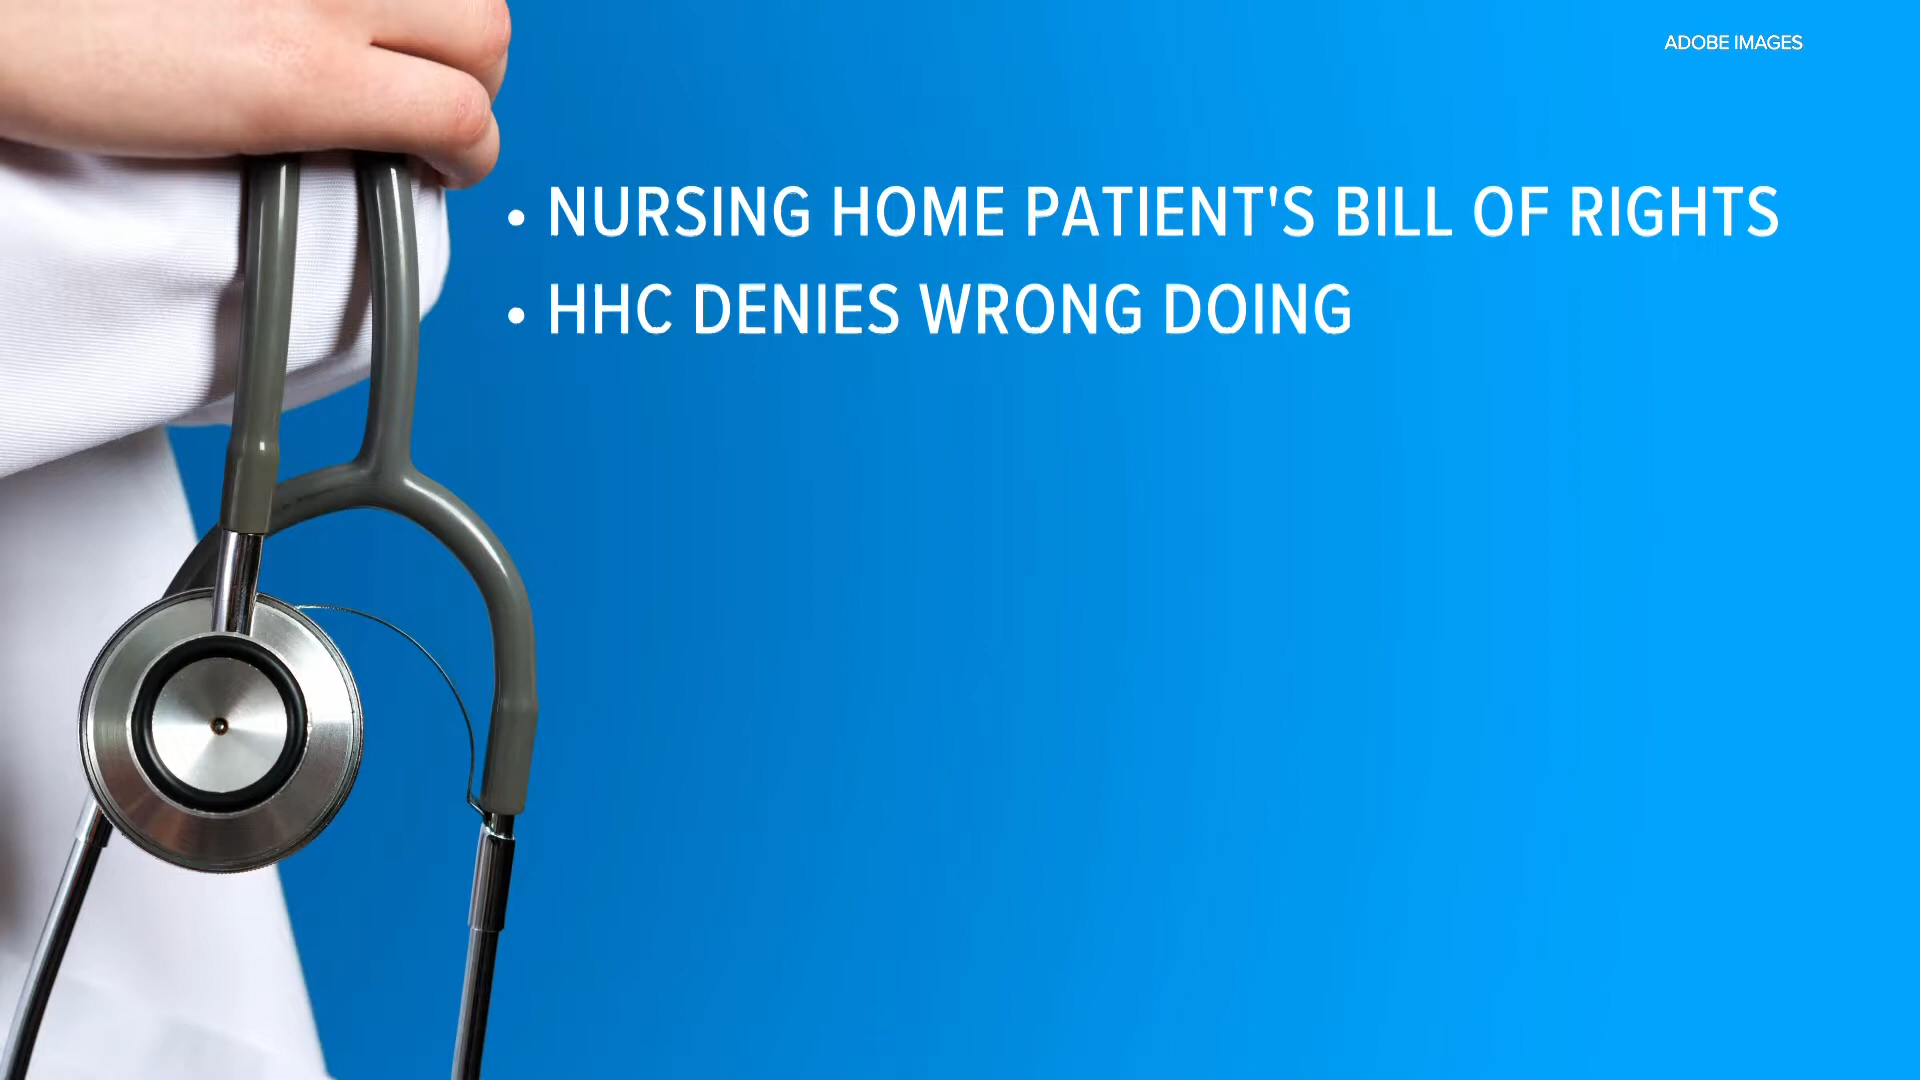 ADOBE IMAGES
• NURSING HOME PATIENT'S BILL OF RIGHTS
• HHC DENIES WRONG DOING